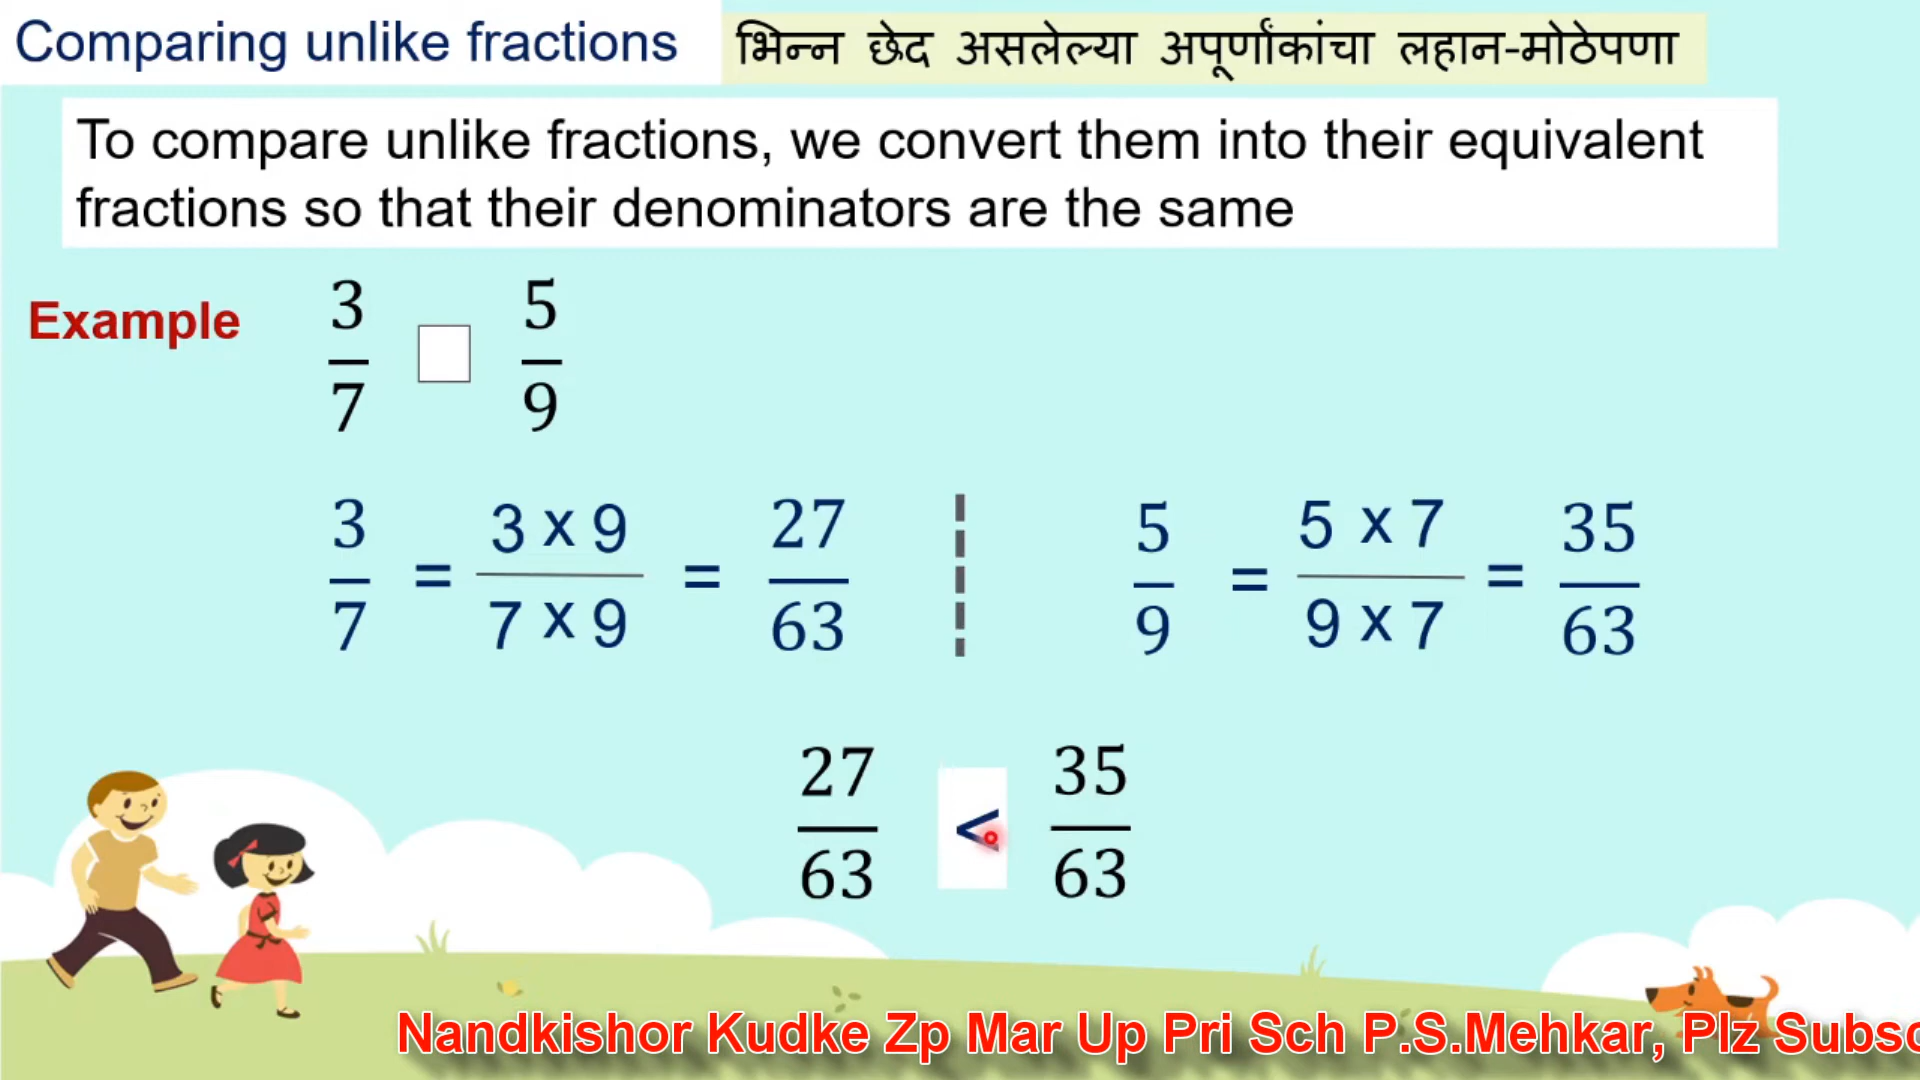 Comparing unlike fractions
भिन्न छेद असलेल्या अपूर्णांकांचा लहान-मोठेपणा
To compare unlike fractions, we convert them into their equivalent
fractions so that their denominators are the same
Example 3/7 □ 5/9
3/7 = 3 x 9 / 7 x 9 = 27/63
5/9 = 5 x 7 / 9 x 7 = 35/63
27/63 < 35/63
Nandkishor Kudke Zp Mar Up Pri Sch P.S.Mehkar, Plz Subsc